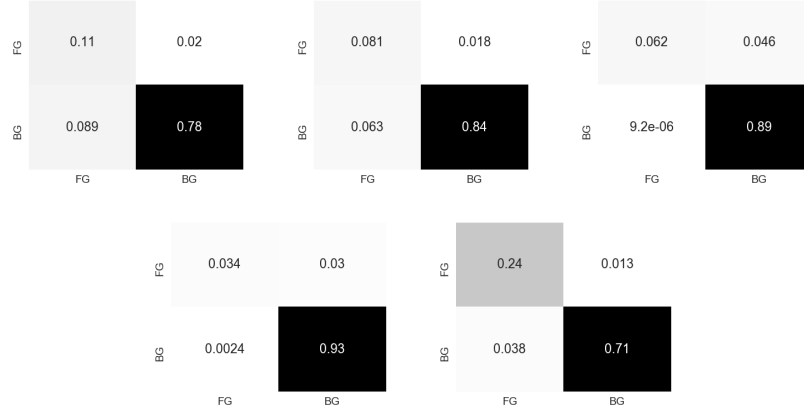 FG 0.11 0.02
BG 0.089 0.78
FG BG
FG 0.081 0.018
BG 0.063 0.84
FG BG
FG 0.062 0.046
BG 9.2e-06 0.89
FG BG
FG 0.034 0.03
BG 0.0024 0.93
FG BG
FG 0.24 0.013
BG 0.038 0.71
FG BG